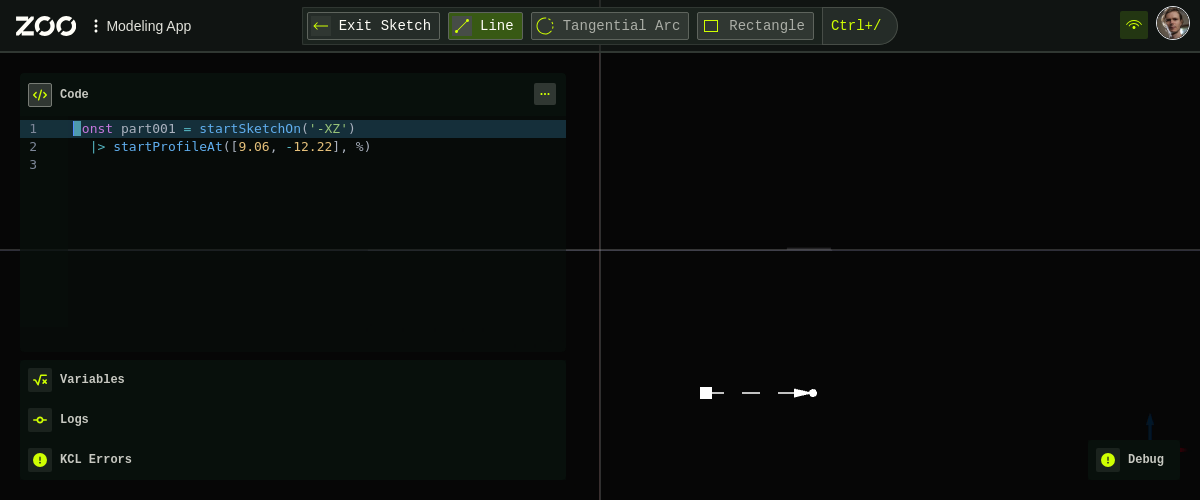 ZOO
Modeling App
Exit Sketch
Line
Tangential Arc
Rectangle
Ctrl+/
Code
1 onst part001 = startSketchOn('-XZ')
2 |> startProfileAt([9.06, -12.22], %)
3
Variables
Logs
KCL Errors
Debug